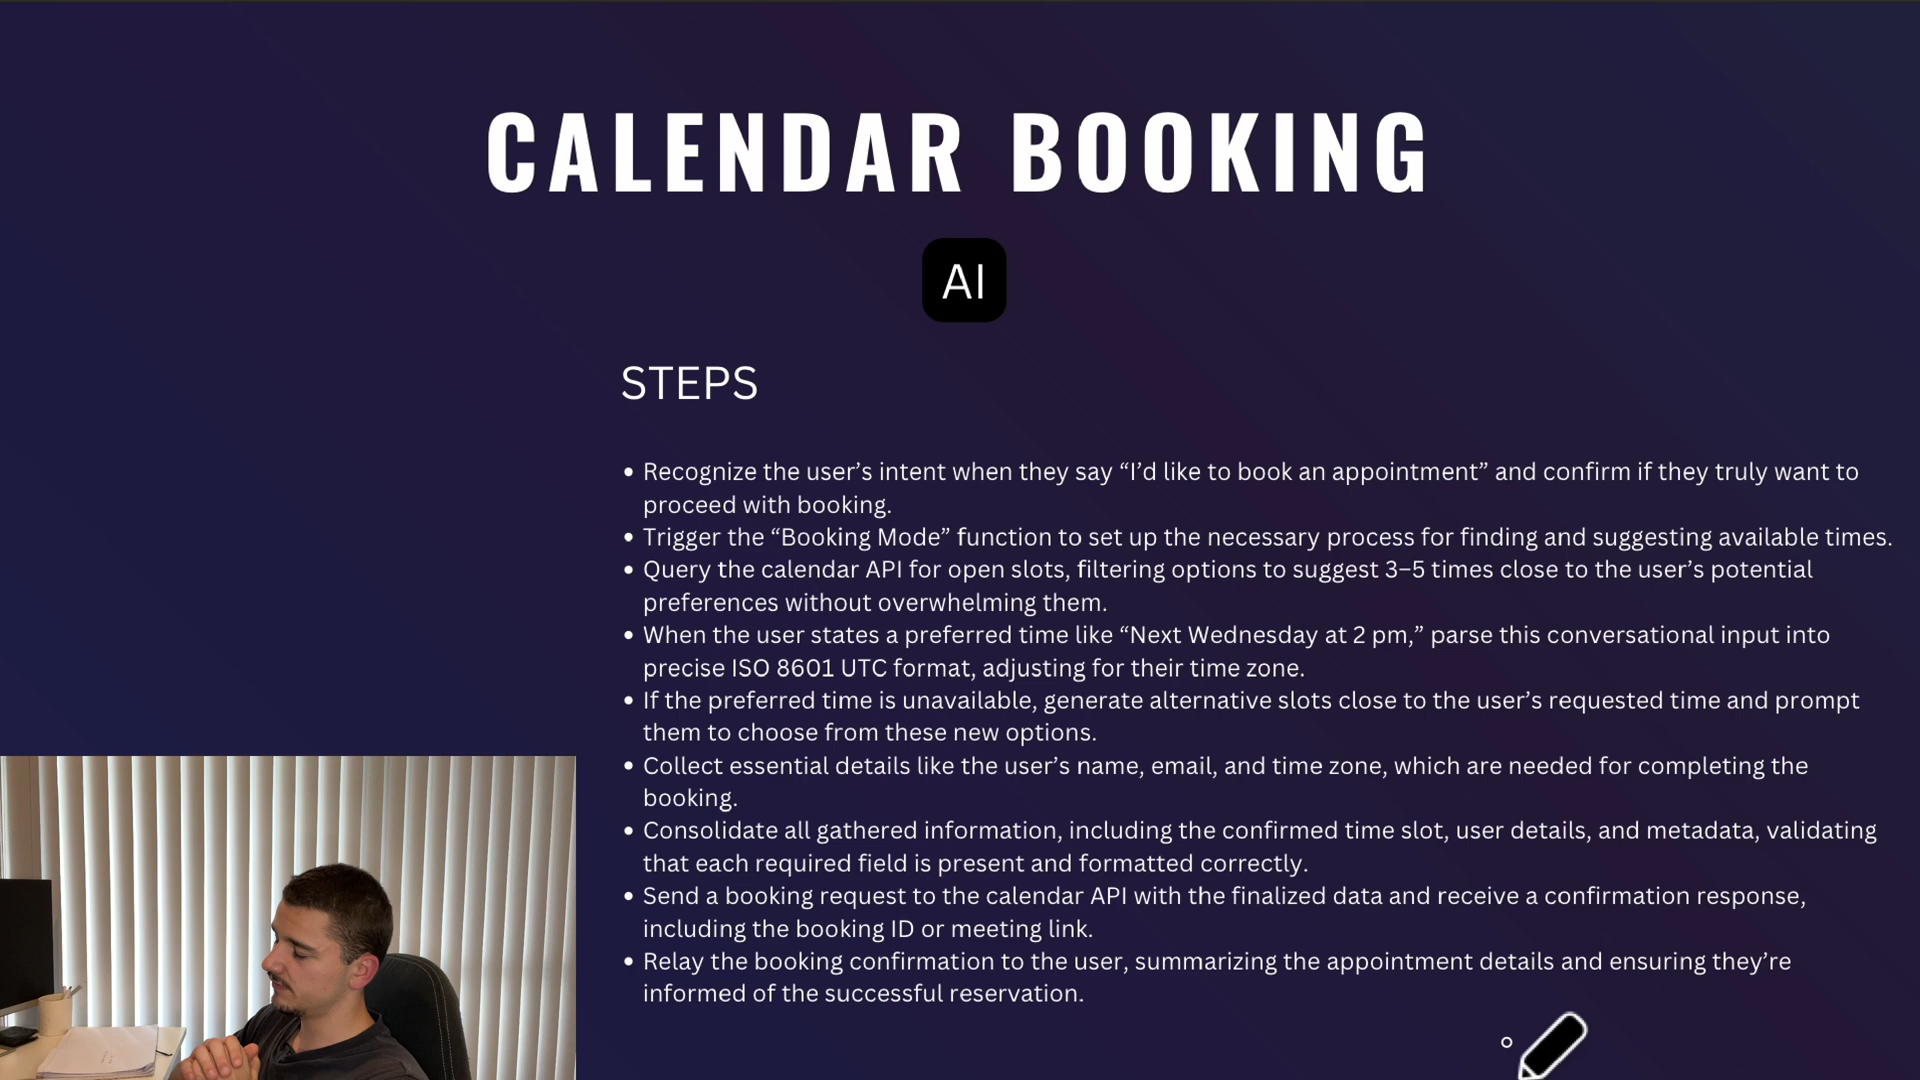 CALENDAR BOOKING
AI
STEPS
• Recognize the user’s intent when they say “I’d like to book an appointment” and confirm if they truly want to
proceed with booking.
• Trigger the “Booking Mode” function to set up the necessary process for finding and suggesting available times.
• Query the calendar API for open slots, filtering options to suggest 3–5 times close to the user’s potential
preferences without overwhelming them.
• When the user states a preferred time like “Next Wednesday at 2 pm,” parse this conversational input into
precise ISO 8601 UTC format, adjusting for their time zone.
• If the preferred time is unavailable, generate alternative slots close to the user’s requested time and prompt
them to choose from these new options.
• Collect essential details like the user’s name, email, and time zone, which are needed for completing the
booking.
• Consolidate all gathered information, including the confirmed time slot, user details, and metadata, validating
that each required field is present and formatted correctly.
• Send a booking request to the calendar API with the finalized data and receive a confirmation response,
including the booking ID or meeting link.
• Relay the booking confirmation to the user, summarizing the appointment details and ensuring they’re
informed of the successful reservation.